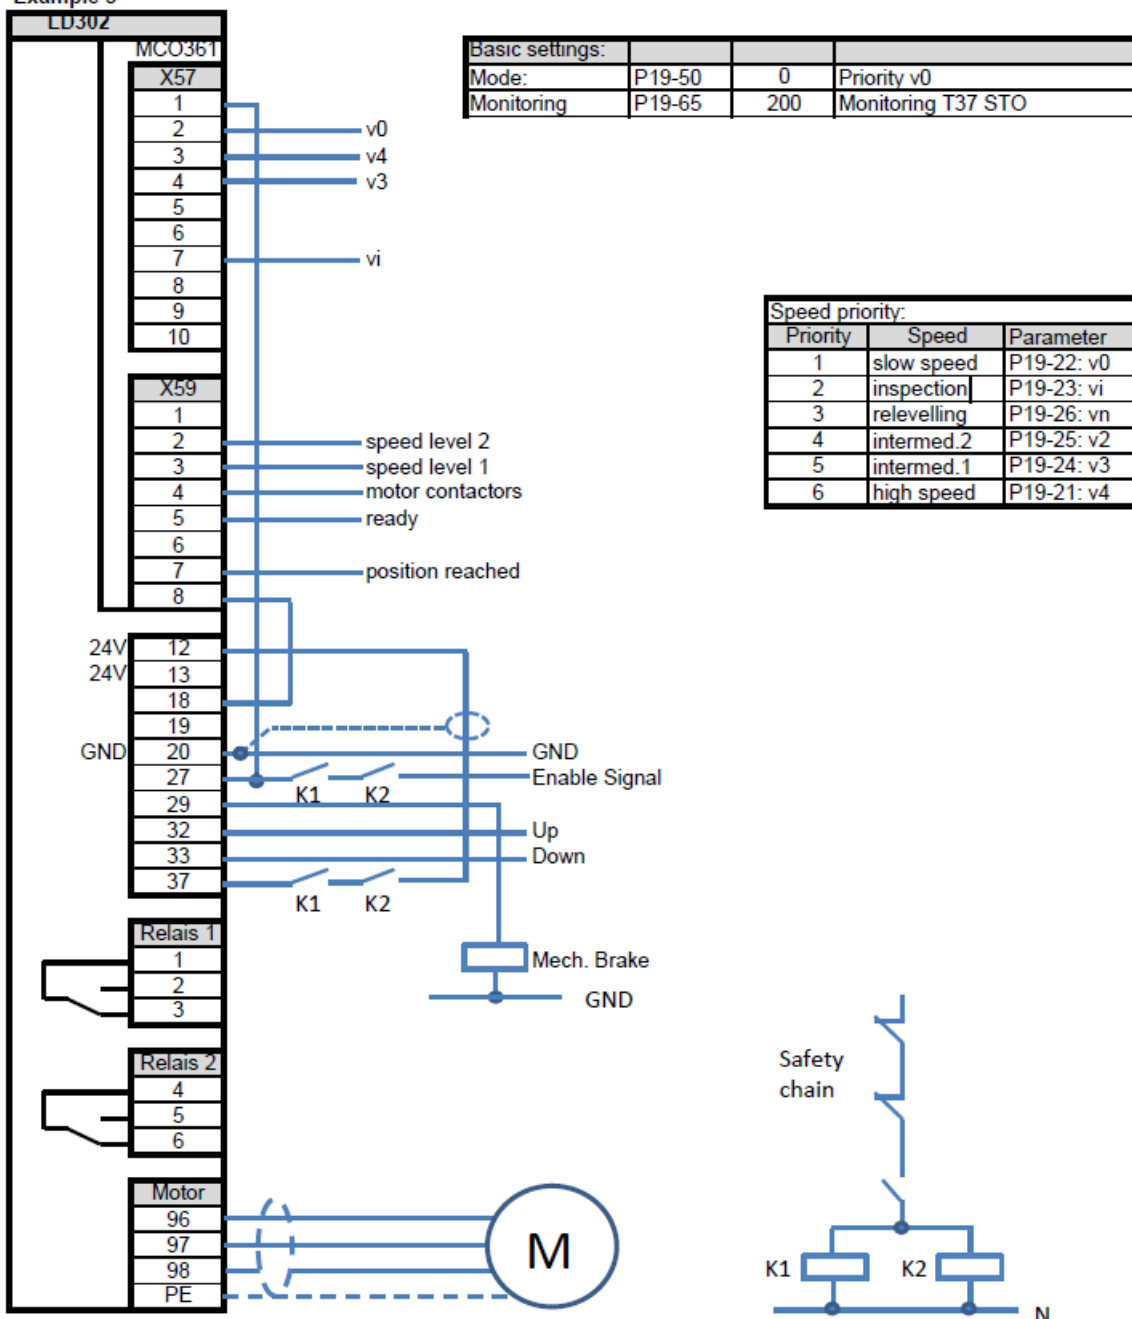 LD302
MCO361
X57
1
2
3
4
5
6
7
8
9
10
v0
v4
v3
vi
Basic settings:
Mode: P19-50 0 Priority v0
Monitoring P19-65 200 Monitoring T37 STO
Speed priority:
Priority Speed Parameter
1 slow speed P19-22: v0
2 inspection P19-23: vi
3 relevelling P19-26: vn
4 intermed.2 P19-25: v2
5 intermed.1 P19-24: v3
6 high speed P19-21: v4
X59
1
2 speed level 2
3 speed level 1
4 motor contactors
5 ready
6
7 position reached
8
24V 12
24V 13
18
19
GND 20 GND
27 Enable Signal
K1 K2
29
32 Up
33 Down
37
K1 K2
Relais 1
1
2
3
Mech. Brake
GND
Relais 2
4
5
6
Safety
chain
Motor
96
97
98
PE
M
K1 K2
N